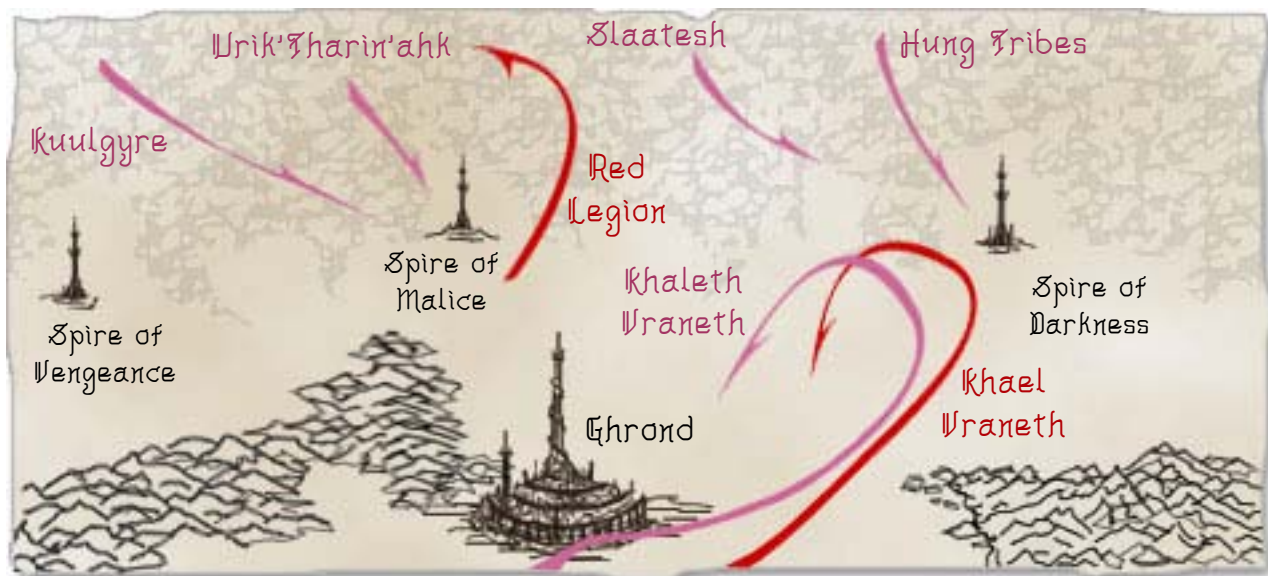 Urik'Tharin'ahk
Slaatesh
Hung Tribes
Kuulgyre
Red
Legion
Spire of
Malice
Khaleth
Vraneth
Spire of
Darkness
Spire of
Vengeance
Khael
Vraneth
Ghrond